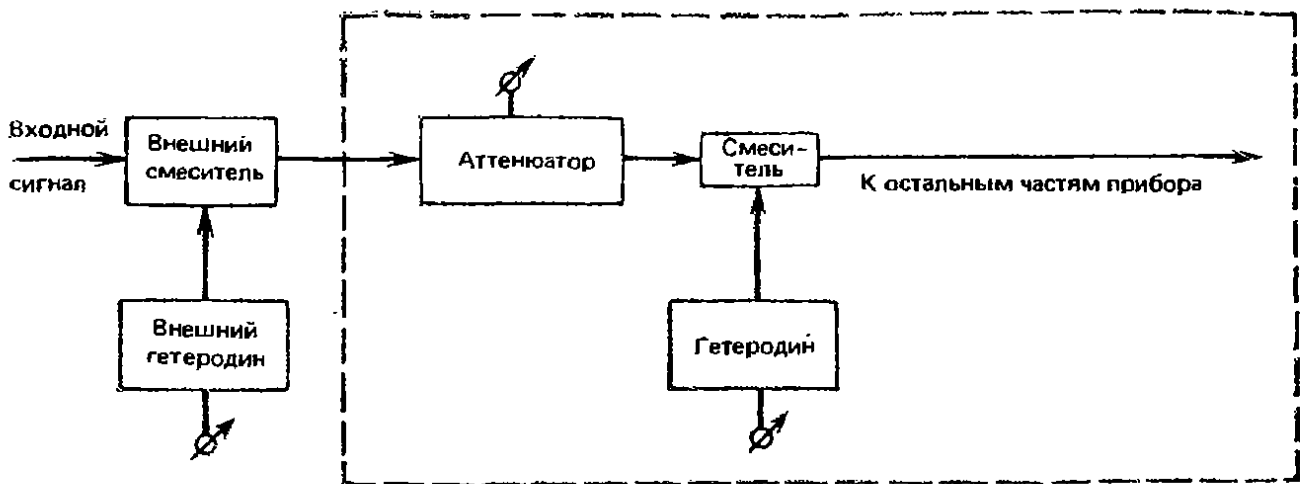 Входной
сигнал
Внешний
смеситель
Аттенюатор
Смеси-
тель
К остальным частям прибора
Внешний
гетеродин
Гетеродин